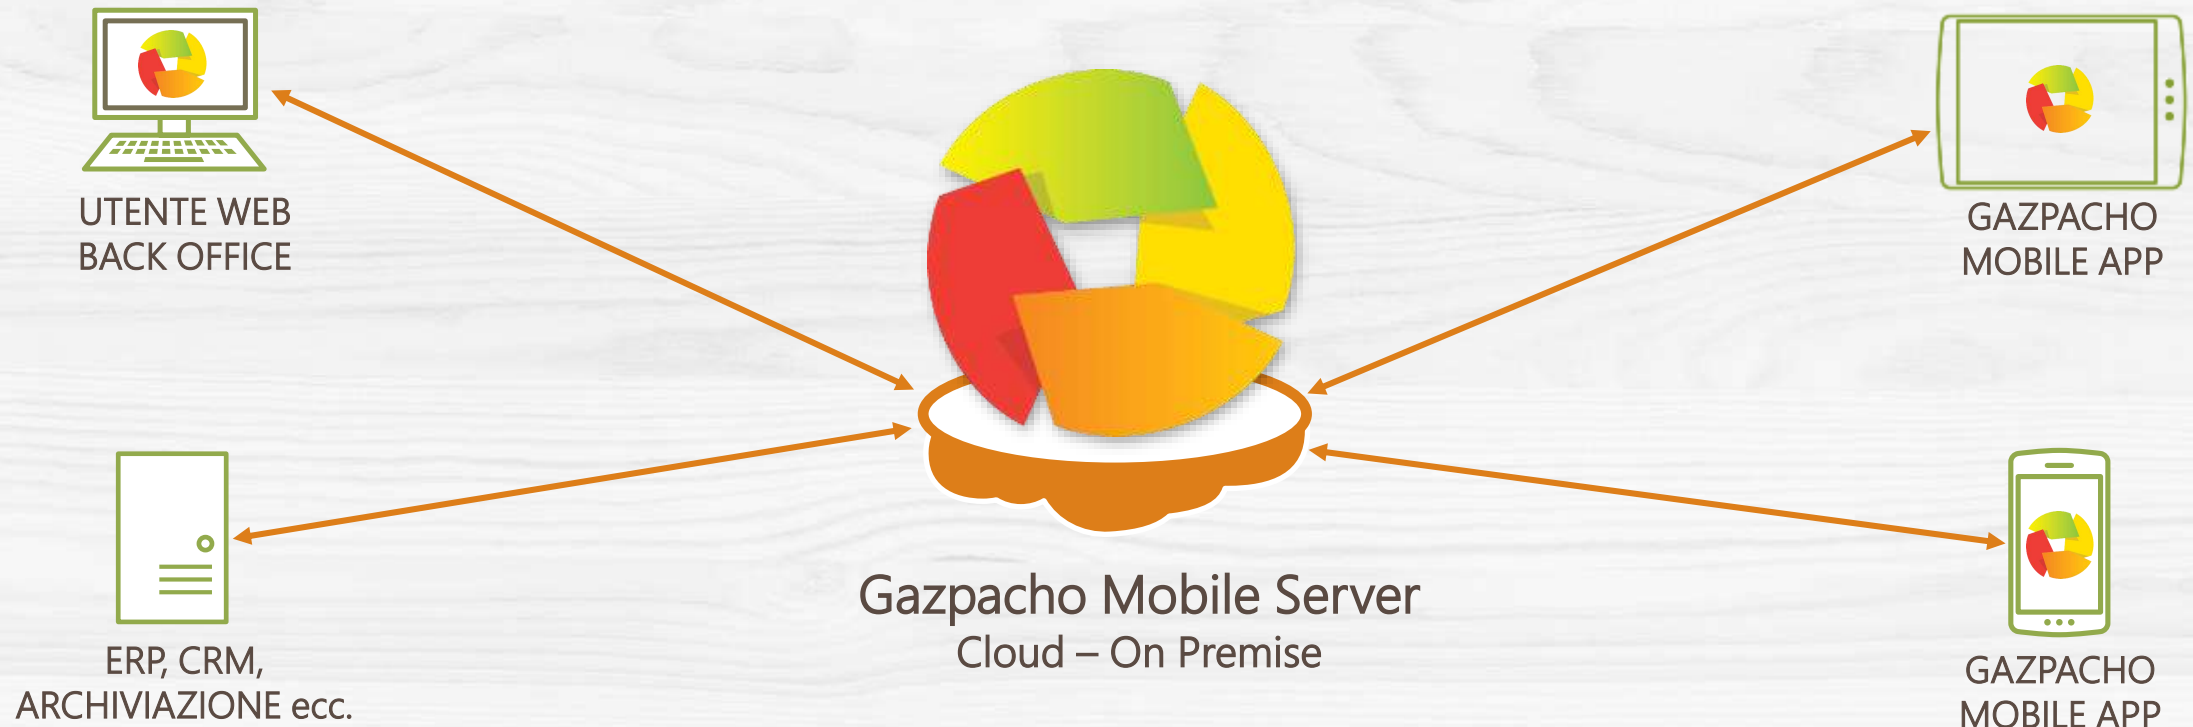 UTENTE WEB
BACK OFFICE
GAZPACHO
MOBILE APP
Gazpacho Mobile Server
Cloud – On Premise
ERP, CRM,
ARCHIVIAZIONE ecc.
GAZPACHO
MOBILE APP